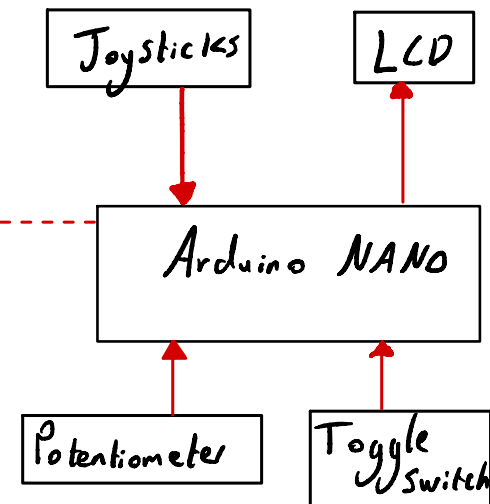 Joysticks
LCD
Arduino NANO
Potentiometer
Toggle
switch